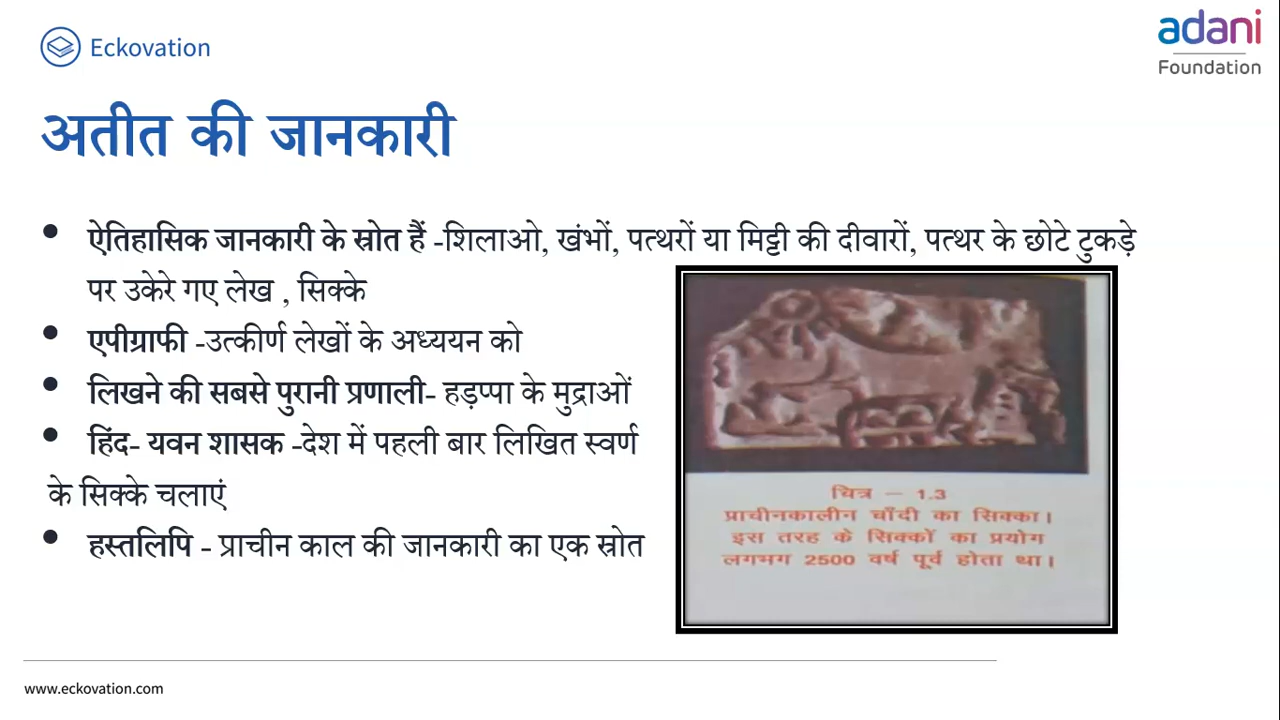 Eckovation
adani
Foundation
अतीत की जानकारी
• ऐतिहासिक जानकारी के स्रोत हैं -शिलाओ, खंभों, पत्थरों या मिट्टी की दीवारों, पत्थर के छोटे टुकड़े
पर उकेरे गए लेख , सिक्के
• एपीग्राफी -उत्कीर्ण लेखों के अध्ययन को
• लिखने की सबसे पुरानी प्रणाली- हड़प्पा के मुद्राओं
• हिंद- यवन शासक -देश में पहली बार लिखित स्वर्ण
के सिक्के चलाएं
• हस्तलिपि - प्राचीन काल की जानकारी का एक स्रोत
चित्र – 1.3
प्राचीनकालीन चाँदी का सिक्का।
इस तरह के सिक्कों का प्रयोग
लगभग 2500 वर्ष पूर्व होता था।
www.eckovation.com